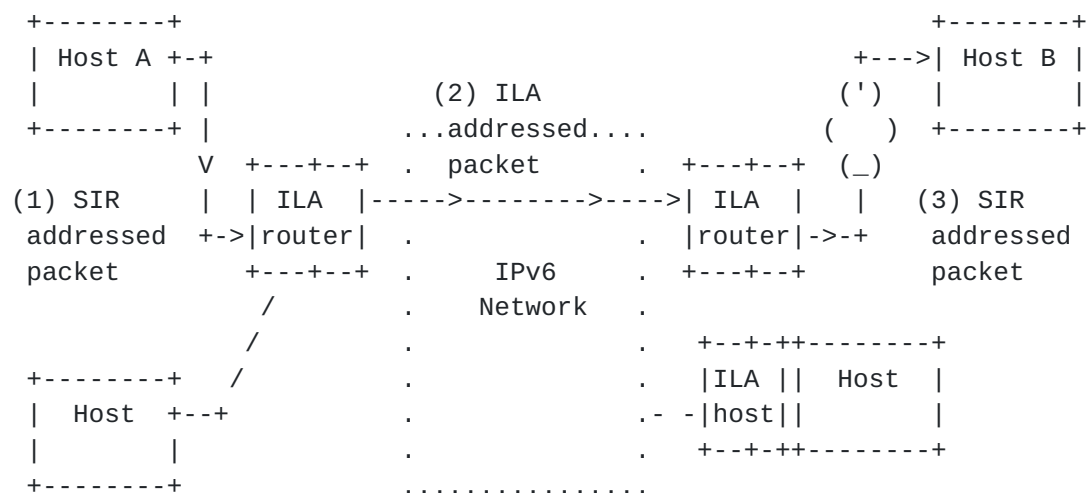 Host A
Host B
(2) ILA
addressed
packet
(1) SIR
addressed
packet
ILA
router
ILA
router
(3) SIR
addressed
packet
IPv6
Network
Host
ILA
host
Host